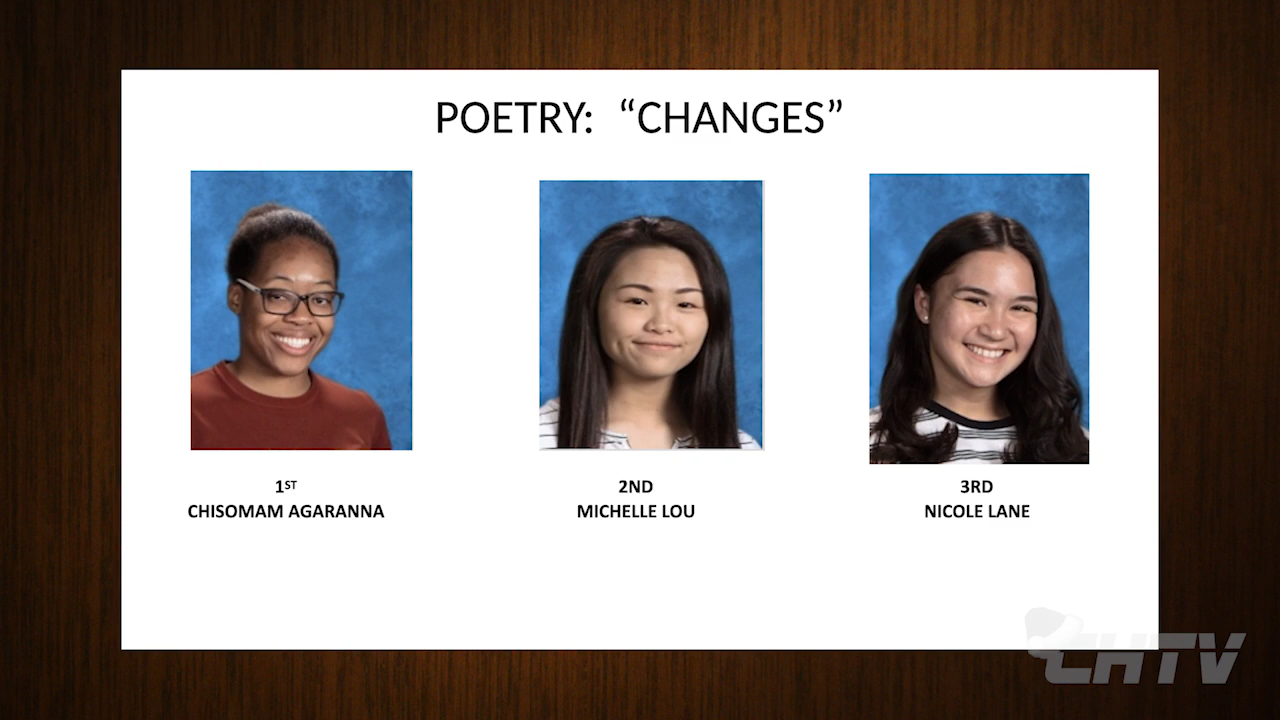 POETRY: “CHANGES”
1ST
CHISOMAM AGARANNA
2ND
MICHELLE LOU
3RD
NICOLE LANE
CHTV